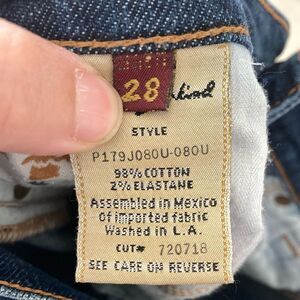 28
STYLE
P179J080U-080U
98% COTTON
2% ELASTANE
Assembled in Mexico
of imported fabric
Washed in L.A.
CUT# 720718
SEE CARE ON REVERSE